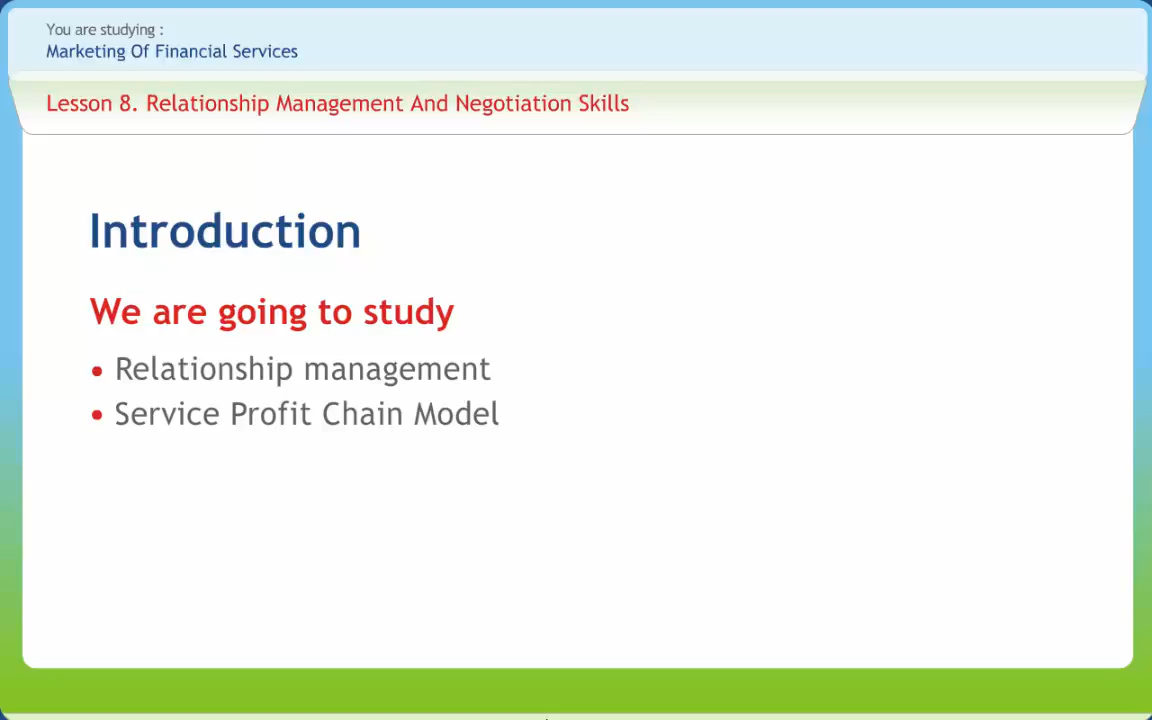 You are studying :
Marketing Of Financial Services
Lesson 8. Relationship Management And Negotiation Skills
Introduction
We are going to study
• Relationship management
• Service Profit Chain Model